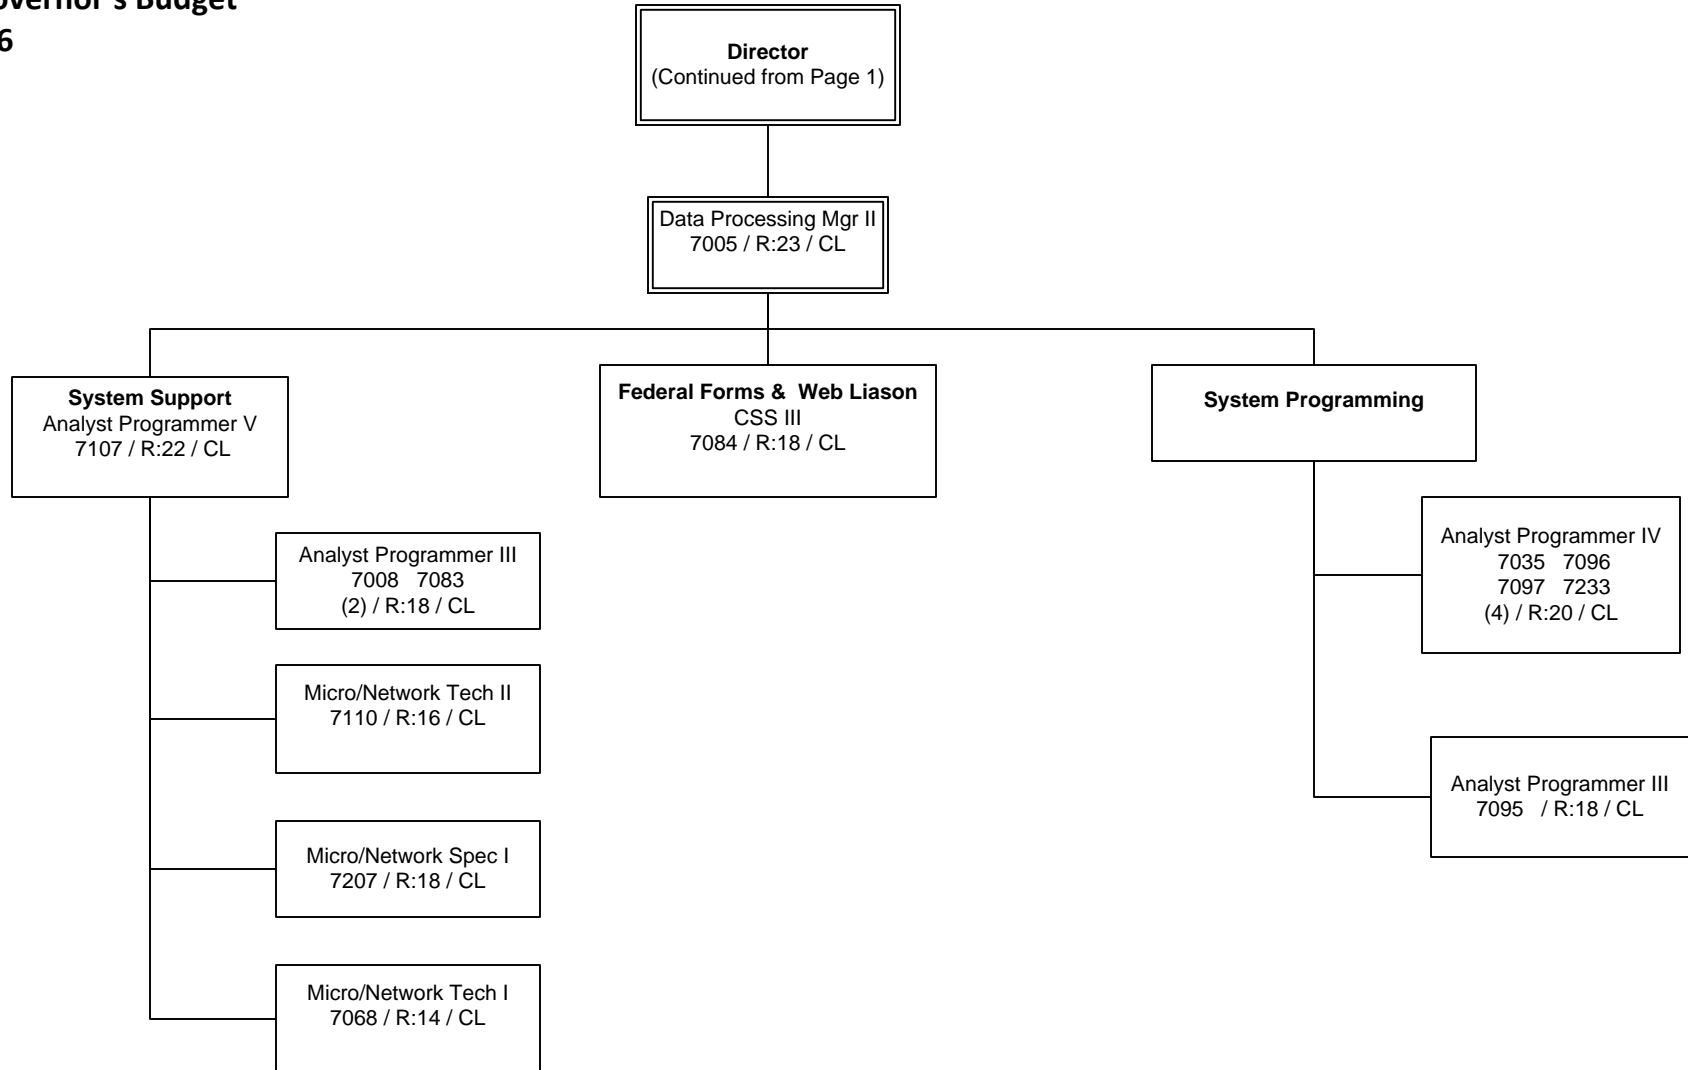 Budget
6
Director
(Continued from Page 1)
Data Processing Mgr II
7005 / R:23 / CL
System Support
Analyst Programmer V
7107 / R:22 / CL
Federal Forms &  Web Liason
CSS III
7084 / R:18 / CL
System Programming
Analyst Programmer III
7008   7083
(2) / R:18 / CL
Micro/Network Tech II
7110 / R:16 / CL
Micro/Network Spec I
7207 / R:18 / CL
Micro/Network Tech I
7068 / R:14 / CL
Analyst Programmer IV
7035   7096
7097   7233
(4) / R:20 / CL
Analyst Programmer III
7095   / R:18 / CL